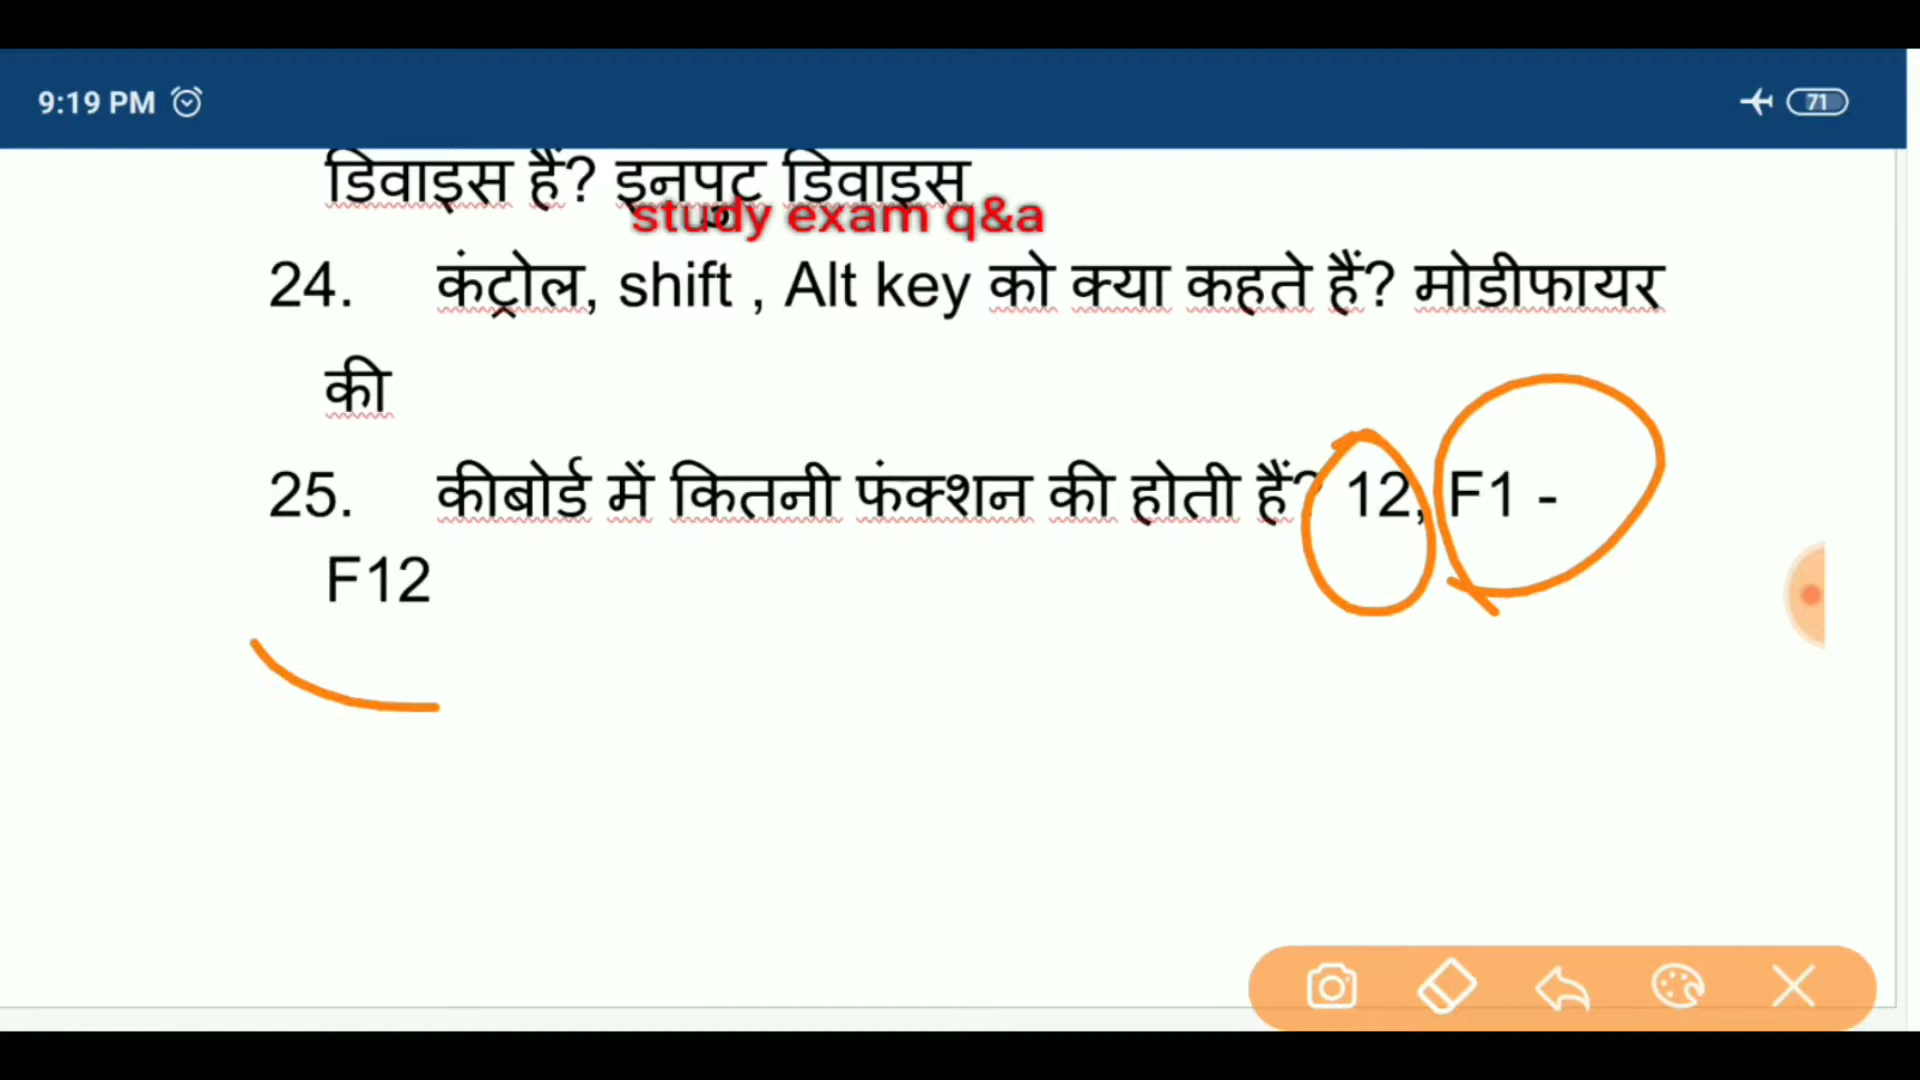 9:19 PM
71
डिवाइस हैं? इनपुट डिवाइस
study exam q&a
24. कंट्रोल, shift , Alt key को क्या कहते हैं? मोडीफायर
की
25. कीबोर्ड में कितनी फंक्शन की होती हैं? 12, F1 -
F12